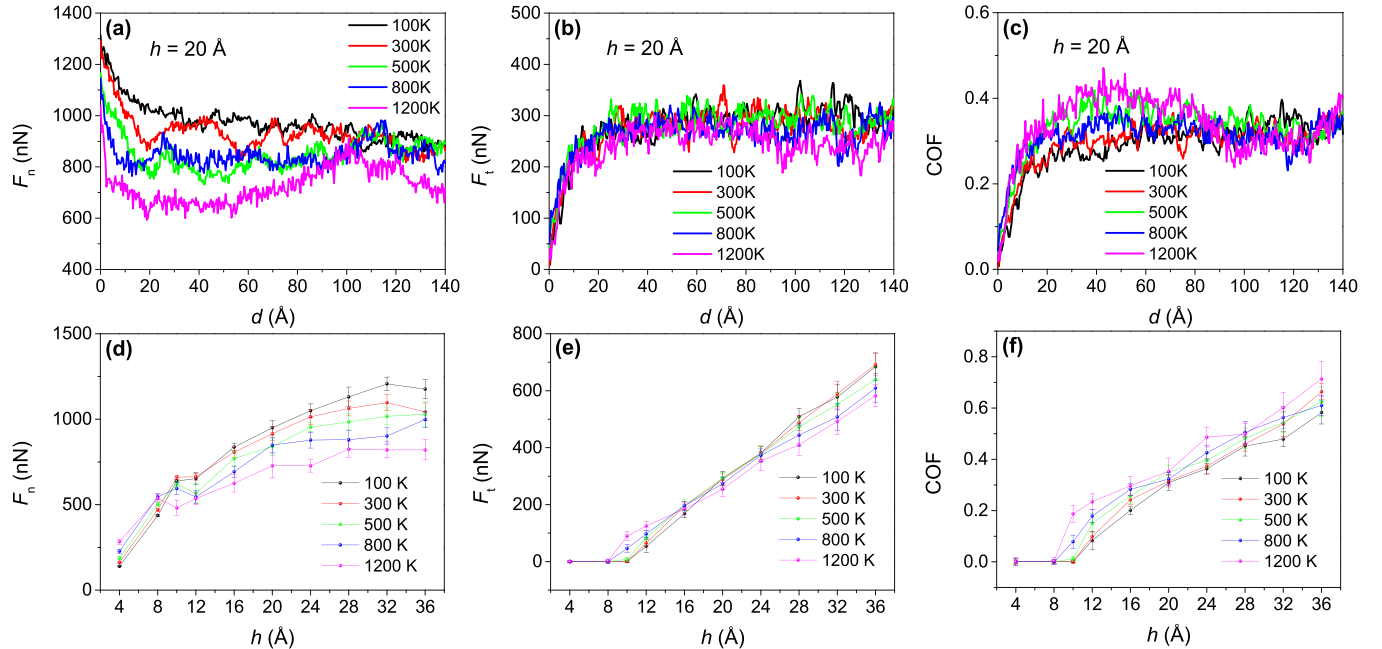 (a)
h = 20 Å
100K
300K
500K
800K
1200K
1400
1200
1000
800
600
400
Fn (nN)
0 20 40 60 80 100 120 140
d (Å)
(b)
h = 20 Å
500
400
300
200
100
0
Ft (nN)
100K
300K
500K
800K
1200K
0 20 40 60 80 100 120 140
d (Å)
(c)
h = 20 Å
0.6
0.4
0.2
0.0
COF
100K
300K
500K
800K
1200K
0 20 40 60 80 100 120 140
d (Å)
(d)
1500
1000
500
0
Fn (nN)
100 K
300 K
500 K
800 K
1200 K
4 8 12 16 20 24 28 32 36
h (Å)
(e)
800
600
400
200
0
Ft (nN)
100 K
300 K
500 K
800 K
1200 K
4 8 12 16 20 24 28 32 36
h (Å)
(f)
0.8
0.6
0.4
0.2
0.0
COF
100 K
300 K
500 K
800 K
1200 K
4 8 12 16 20 24 28 32 36
h (Å)